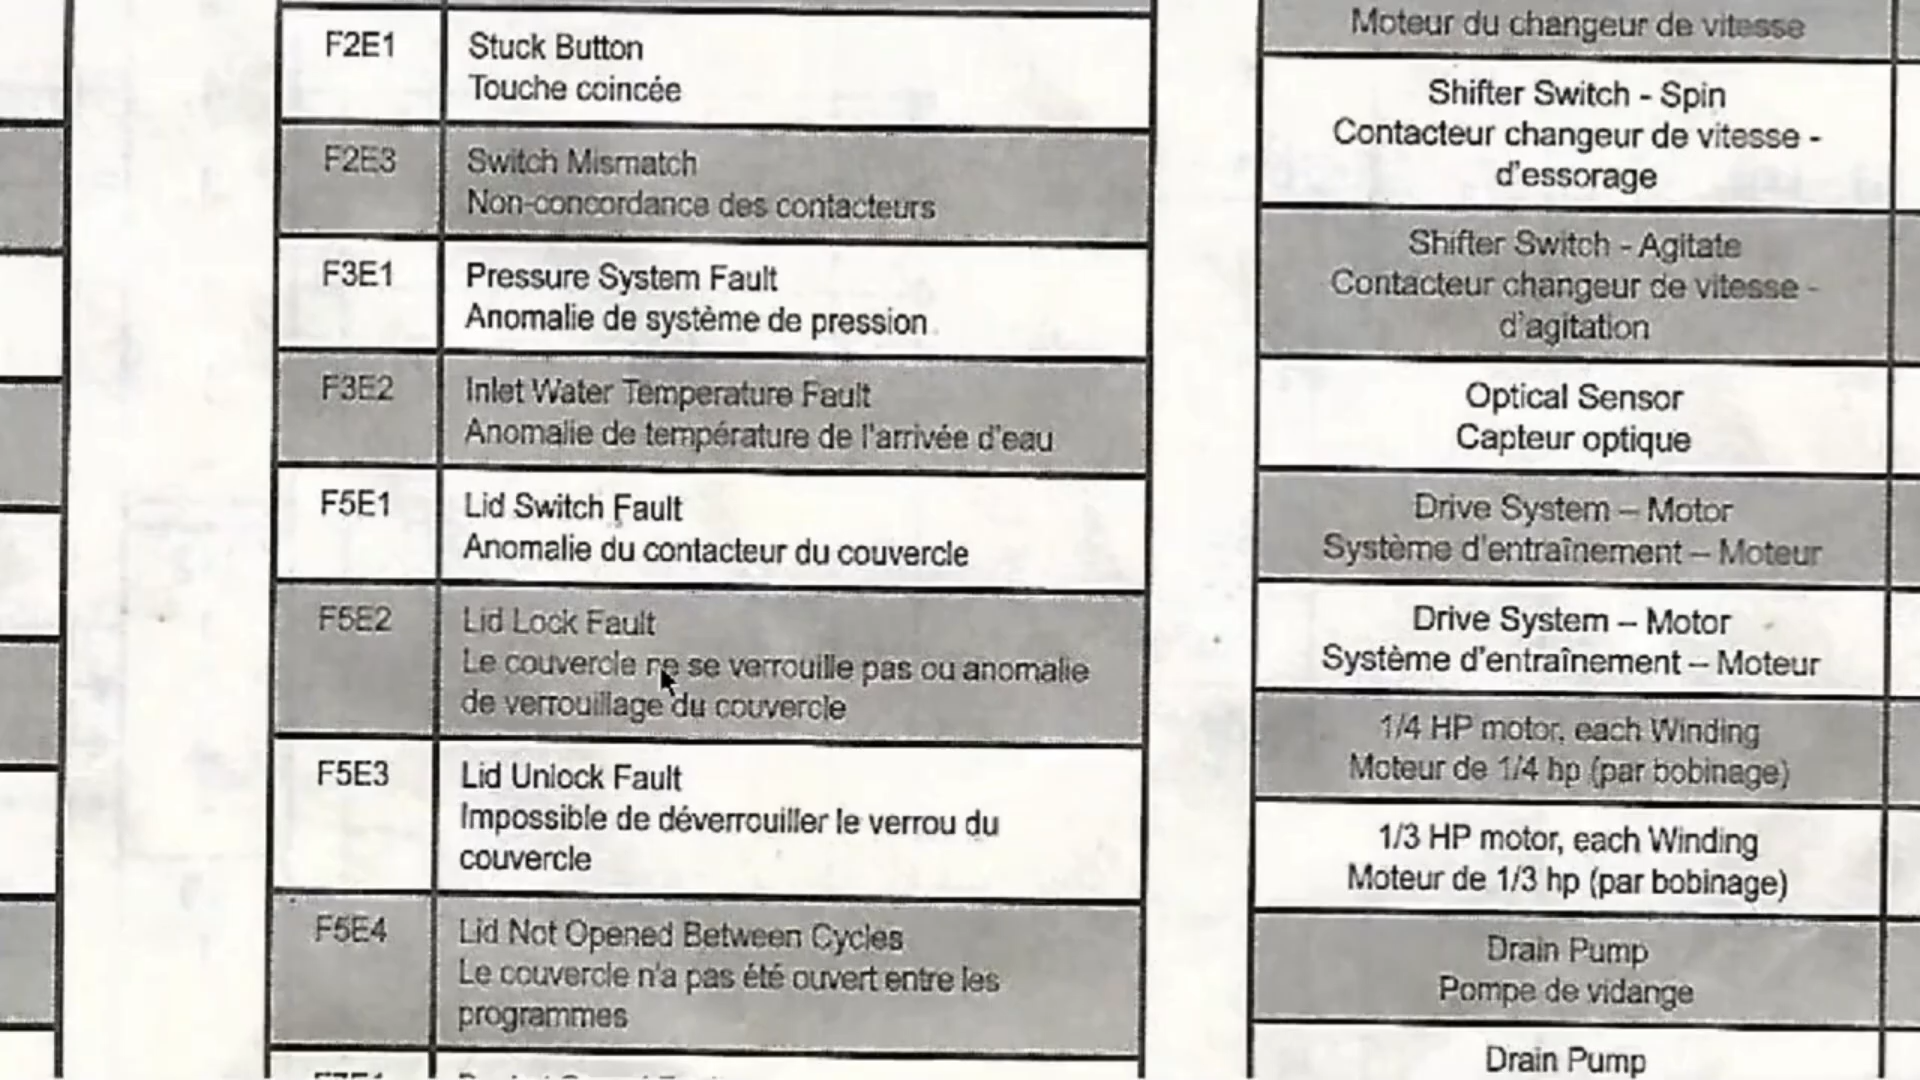 F2E1
Stuck Button
Touche coincée
F2E3
Switch Mismatch
Non-concordance des contacteurs
F3E1
Pressure System Fault
Anomalie de système de pression
F3E2
Inlet Water Temperature Fault
Anomalie de température de l'arrivée d'eau
F5E1
Lid Switch Fault
Anomalie du contacteur du couvercle
F5E2
Lid Lock Fault
Le couvercle ne se verrouille pas ou anomalie
de verrouillage du couvercle
F5E3
Lid Unlock Fault
Impossible de déverrouiller le verrou du
couvercle
F5E4
Lid Not Opened Between Cycles
Le couvercle n'a pas été ouvert entre les
programmes
Moteur du changeur de vitesse
Shifter Switch - Spin
Contacteur changeur de vitesse -
d'essorage
Shifter Switch - Agitate
Contacteur changeur de vitesse -
d'agitation
Optical Sensor
Capteur optique
Drive System – Motor
Système d'entraînement – Moteur
Drive System – Motor
Système d'entraînement – Moteur
1/4 HP motor, each Winding
Moteur de 1/4 hp (par bobinage)
1/3 HP motor, each Winding
Moteur de 1/3 hp (par bobinage)
Drain Pump
Pompe de vidange
Drain Pump